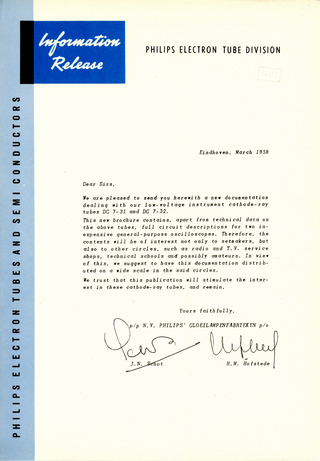 Information
Release
PHILIPS ELECTRON TUBE DIVISION
PHILIPS ELECTRON TUBES AND SEMICONDUCTORS
Eindhoven, March 1958
Dear Sirs,
We are pleased to send you herewith a new documentation
dealing with our low-voltage instrument cathode-ray
tubes DG 7-31 and DG 7-32.
This new brochure contains, apart from technical data on
the above tubes, full circuit descriptions for two in-
expensive general-purpose oscilloscopes. Therefore, the
contents will be of interest not only to setmakers, but
also to other circles, such as radio and T.V. service
shops, technical schools and possibly amateurs. In view
of this, we suggest to have this documentation distrib-
uted on a wide scale in the said circles.
We trust that this publication will stimulate the inter-
est in these cathode-ray tubes, and remain,
Yours faithfully,
p/p N.V. PHILIPS' GLOEILAMPENFABRIEKEN p/o
J.N. Schot
H.M. Hofstede